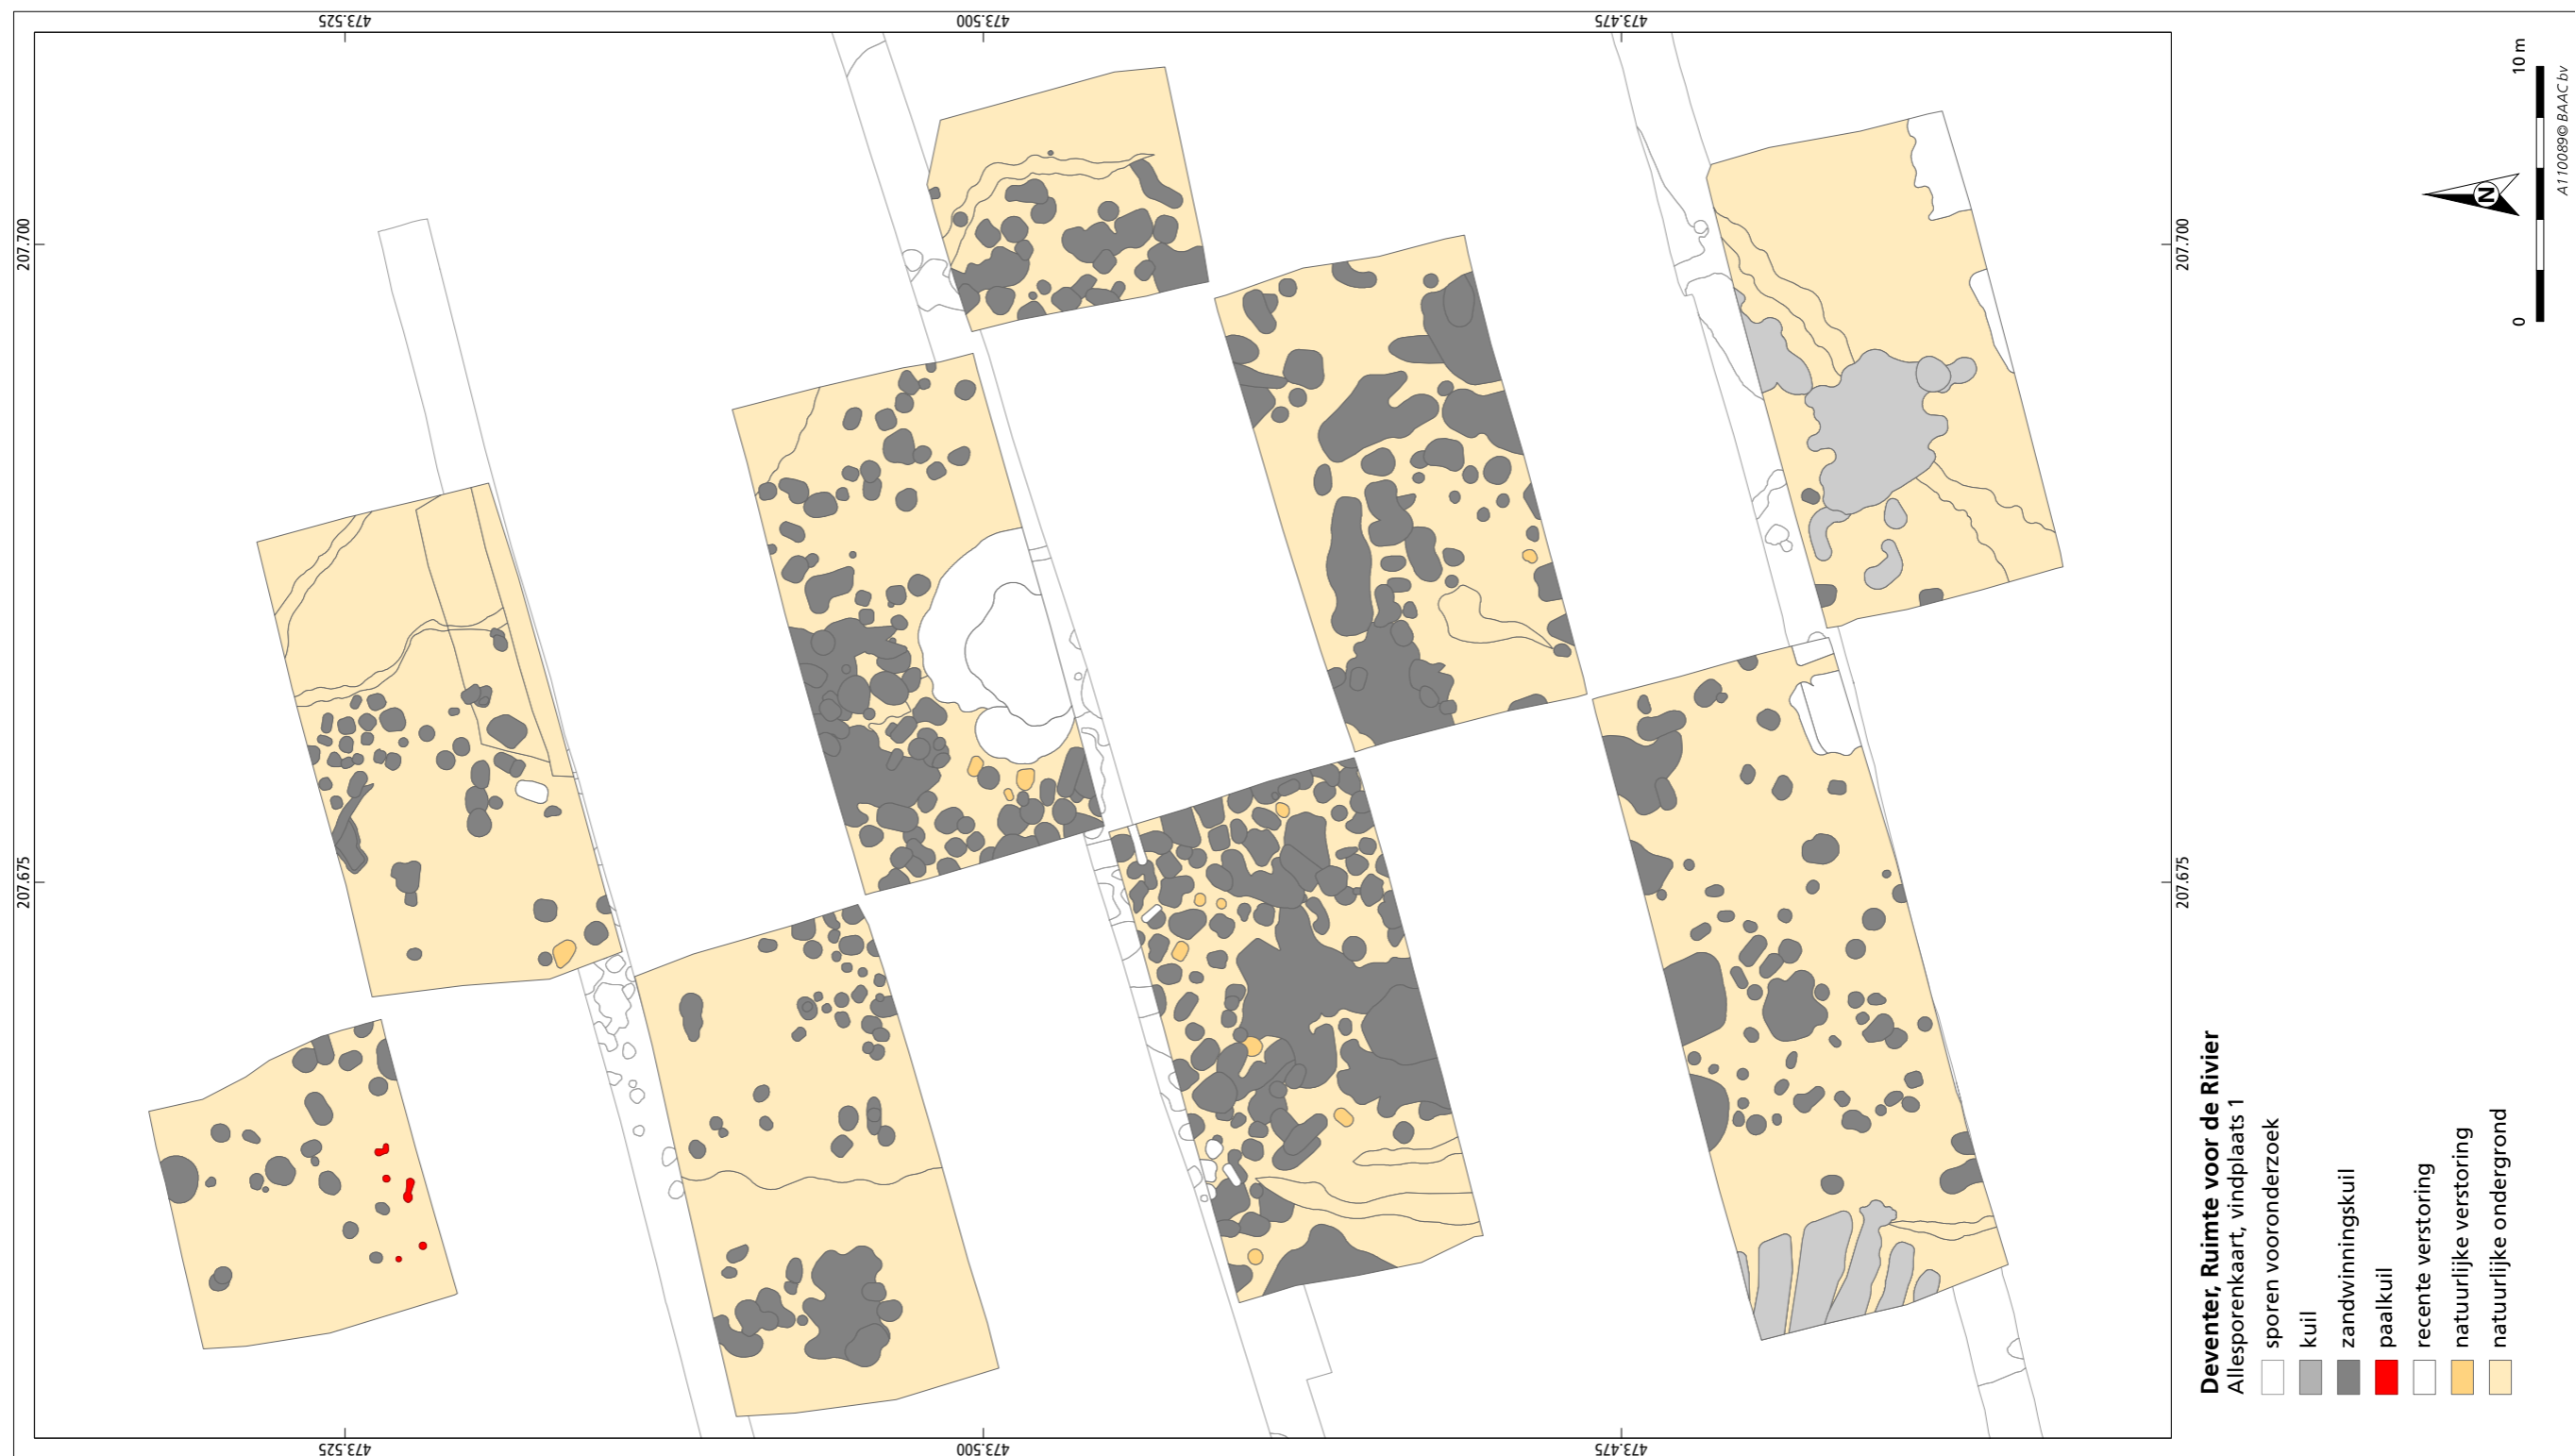 473.525
473.500
473.475
207.700
207.700
207.675
207.675
473.525
473.500
473.475
Deventer, Ruimte voor de Rivier
Allesporenkaart, vindplaats 1
sporen vooronderzoek
kuil
zandwinningskuil
paalkuil
recente verstoring
natuurlijke verstoring
natuurlijke ondergrond
N
0
10 m
A110089© BAAC bv